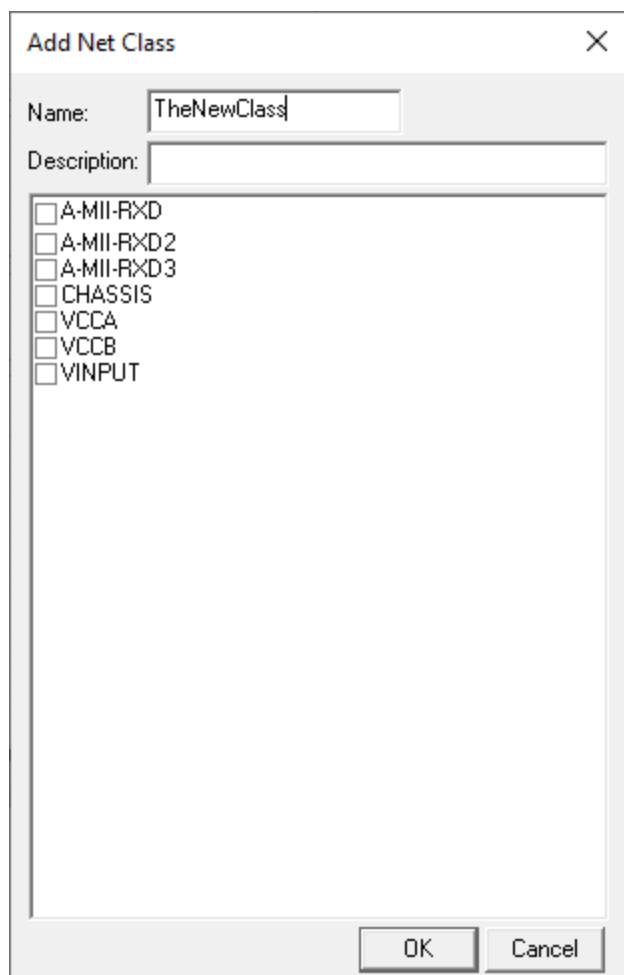 Add Net Class
Name: TheNewClass
Description:
A-MII-RXD
A-MII-RXD2
A-MII-RXD3
CHASSIS
VCCA
VCCB
VINPUT
OK Cancel